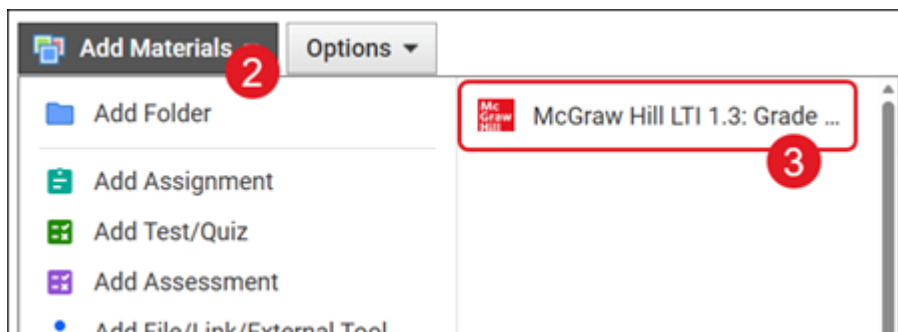 Add Materials
2
Options
Add Folder
Mc Graw Hill
McGraw Hill LTI 1.3: Grade ...
3
Add Assignment
Add Test/Quiz
Add Assessment
Add File/Link/External Tool